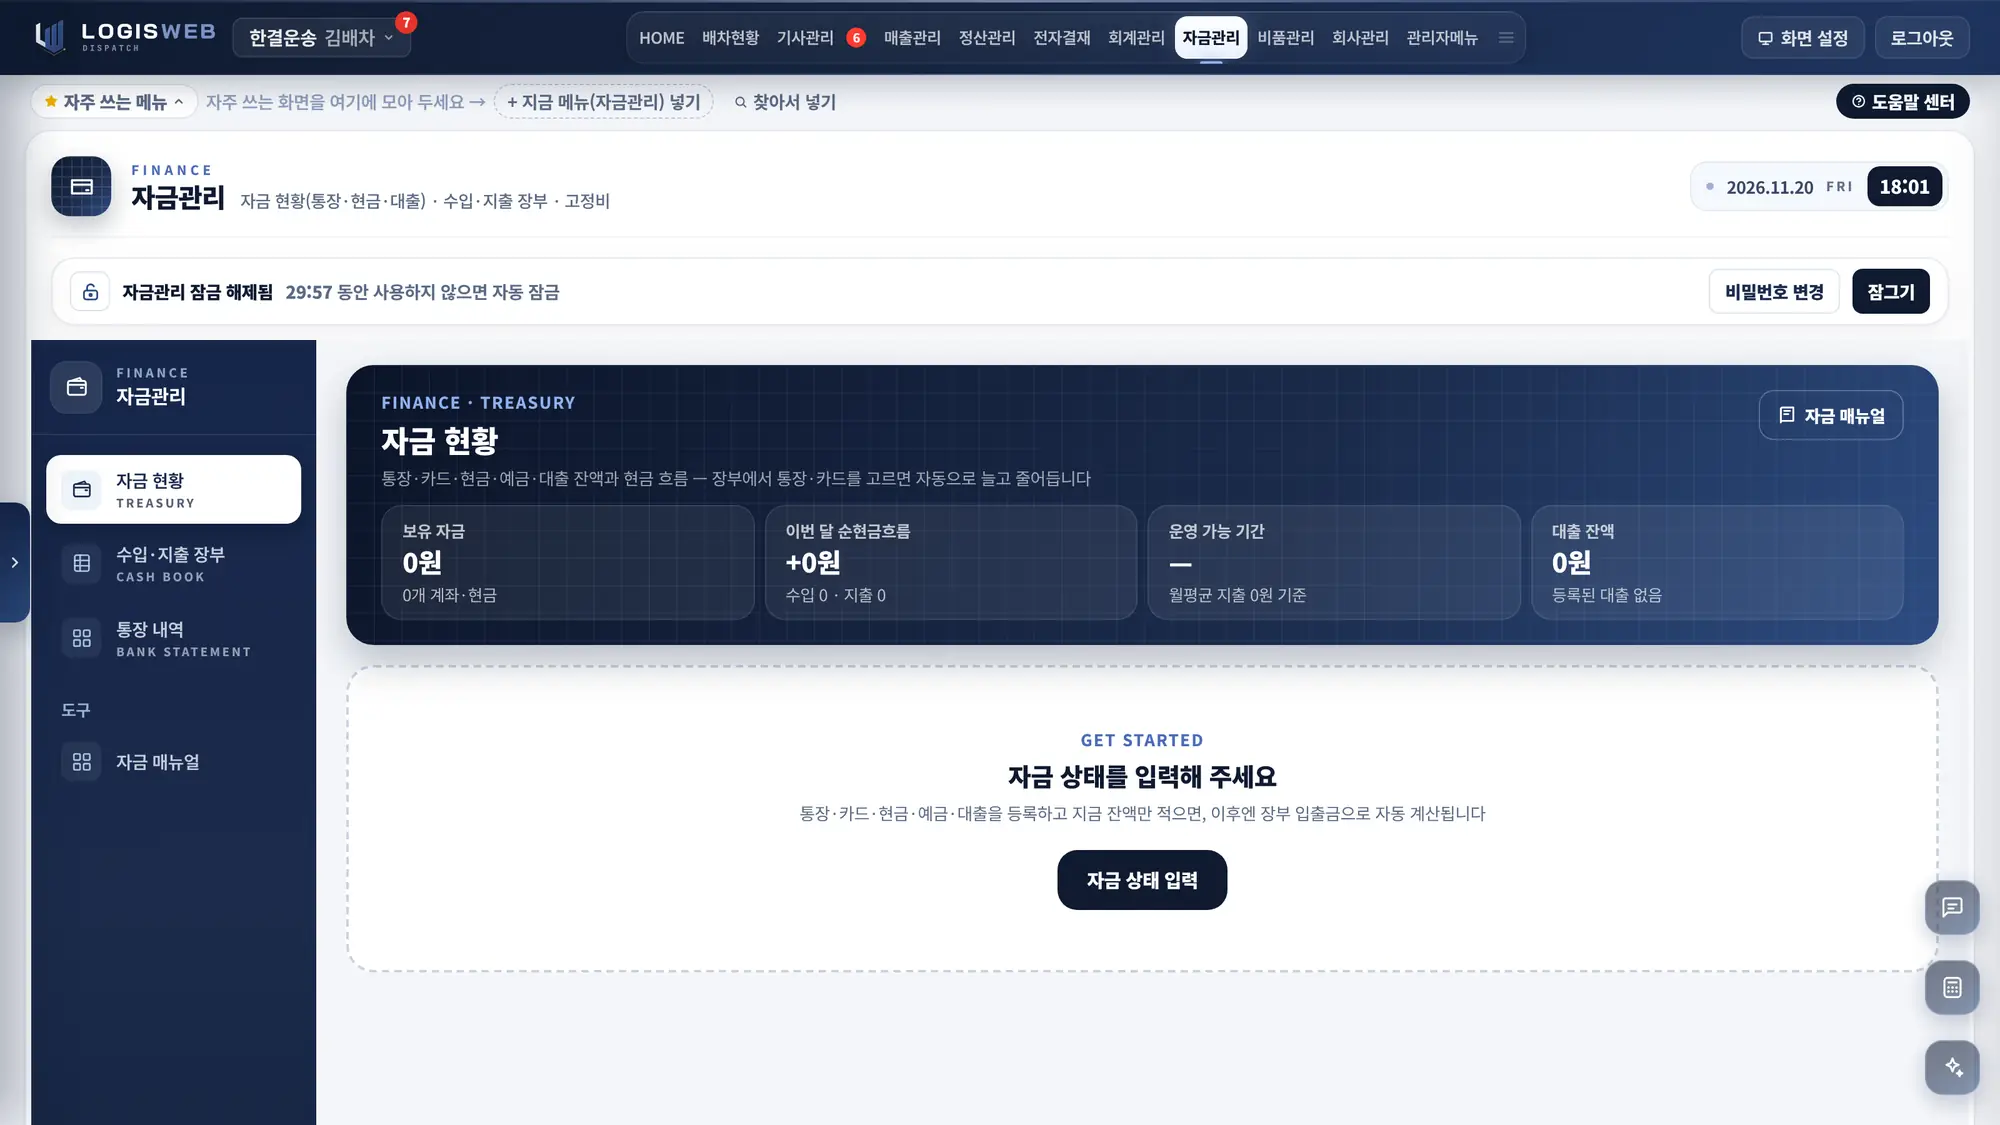 LOGISWEB
DISPATCH
한결운송 김배차
7
HOME 배차현황 기사관리 6 매출관리 정산관리 전자결재 회계관리 자금관리 비품관리 회사관리 관리자메뉴
화면 설정
로그아웃
자주 쓰는 메뉴
자주 쓰는 화면을 여기에 모아 두세요 →
+ 지금 메뉴(자금관리) 넣기
찾아서 넣기
도움말 센터
FINANCE
자금관리 자금 현황(통장·현금·대출) · 수입·지출 장부 · 고정비
2026.11.20 FRI 18:01
자금관리 잠금 해제됨 29:57 동안 사용하지 않으면 자동 잠금
비밀번호 변경
잠그기
FINANCE
자금관리
자금 현황
TREASURY
수입·지출 장부
CASH BOOK
통장 내역
BANK STATEMENT
도구
자금 매뉴얼
FINANCE · TREASURY
자금 현황
통장·카드·현금·예금·대출 잔액과 현금 흐름 — 장부에서 통장·카드를 고르면 자동으로 늘고 줄어듭니다
자금 매뉴얼
보유 자금
0원
0개 계좌·현금
이번 달 순현금흐름
+0원
수입 0 · 지출 0
운영 가능 기간
—
월평균 지출 0원 기준
대출 잔액
0원
등록된 대출 없음
GET STARTED
자금 상태를 입력해 주세요
통장·카드·현금·예금·대출을 등록하고 지금 잔액만 적으면, 이후엔 장부 입출금으로 자동 계산됩니다
자금 상태 입력